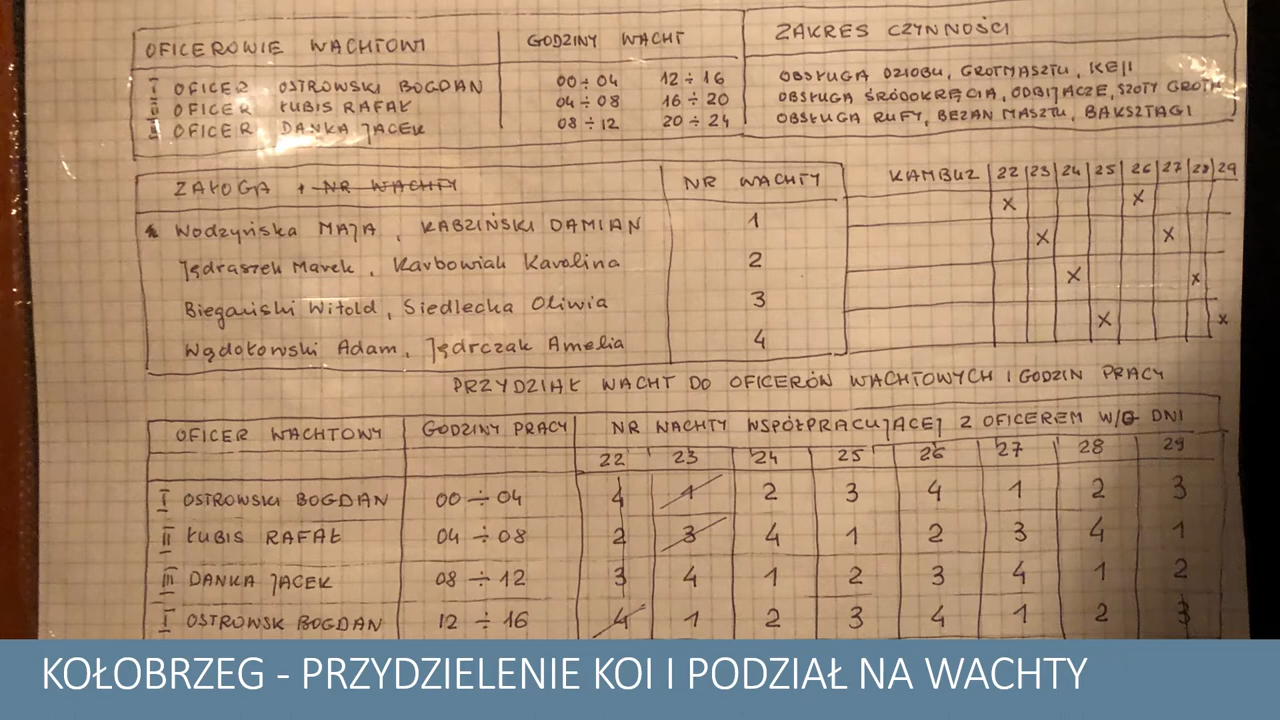 OFICEROWIE WACHTOWI GODZINY WACHT ZAKRES CZYNNOŚCI
I OFICER OSTROWSKI BOGDAN 00÷04 12÷16 OBSŁUGA DZIOBU, GROTMASZTU, KEJI
II OFICER ŁUBIS RAFAŁ 04÷08 16÷20 OBSŁUGA ŚRÓDOKRĘCIA, ODBIJACZE, SZOTY GROTA
III OFICER DANKA JACEK 08÷12 20÷24 OBSŁUGA RUFY, BEZAN MASZTU, BAKSZTAGI
ZAŁOGA + NR WACHTY NR WACHTY KAMBUZ 22 23 24 25 26 27 28 29
Wodzyńska MAJA, KABZIŃSKI DAMIAN 1 x x
Jędraszek Marek, Karbowiak Karolina 2 x x
Biegański Witold, Siedlecka Oliwia 3 x x
Wądołowski Adam, Jędrczak Amelia 4 x x
PRZYDZIAŁ WACHT DO OFICERÓW WACHTOWYCH I GODZIN PRACY
OFICER WACHTOWY GODZINY PRACY NR WACHTY WSPÓŁPRACUJĄCEJ Z OFICEREM W/G DNI
22 23 24 25 26 27 28 29
I OSTROWSKI BOGDAN 00÷04 4 1 2 3 4 1 2 3
II ŁUBIS RAFAŁ 04÷08 2 3 4 1 2 3 4 1
III DANKA JACEK 08÷12 3 4 1 2 3 4 1 2
I OSTROWSK BOGDAN 12÷16 4 1 2 3 4 1 2 3
KOŁOBRZEG - PRZYDZIELENIE KOI I PODZIAŁ NA WACHTY